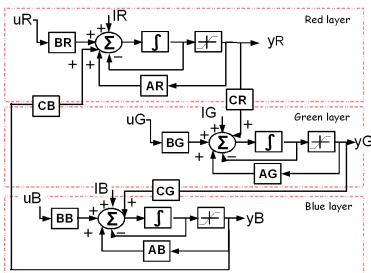 uR
IR
Red layer
BR
+
+
Σ
∫
yR
+
+
−
AR
CB
CR
IG
Green layer
uG
+
+
BG
Σ
∫
yG
+
−
AG
IB
CG
Blue layer
uB
+
+
+
BB
Σ
∫
yB
+
−
AB